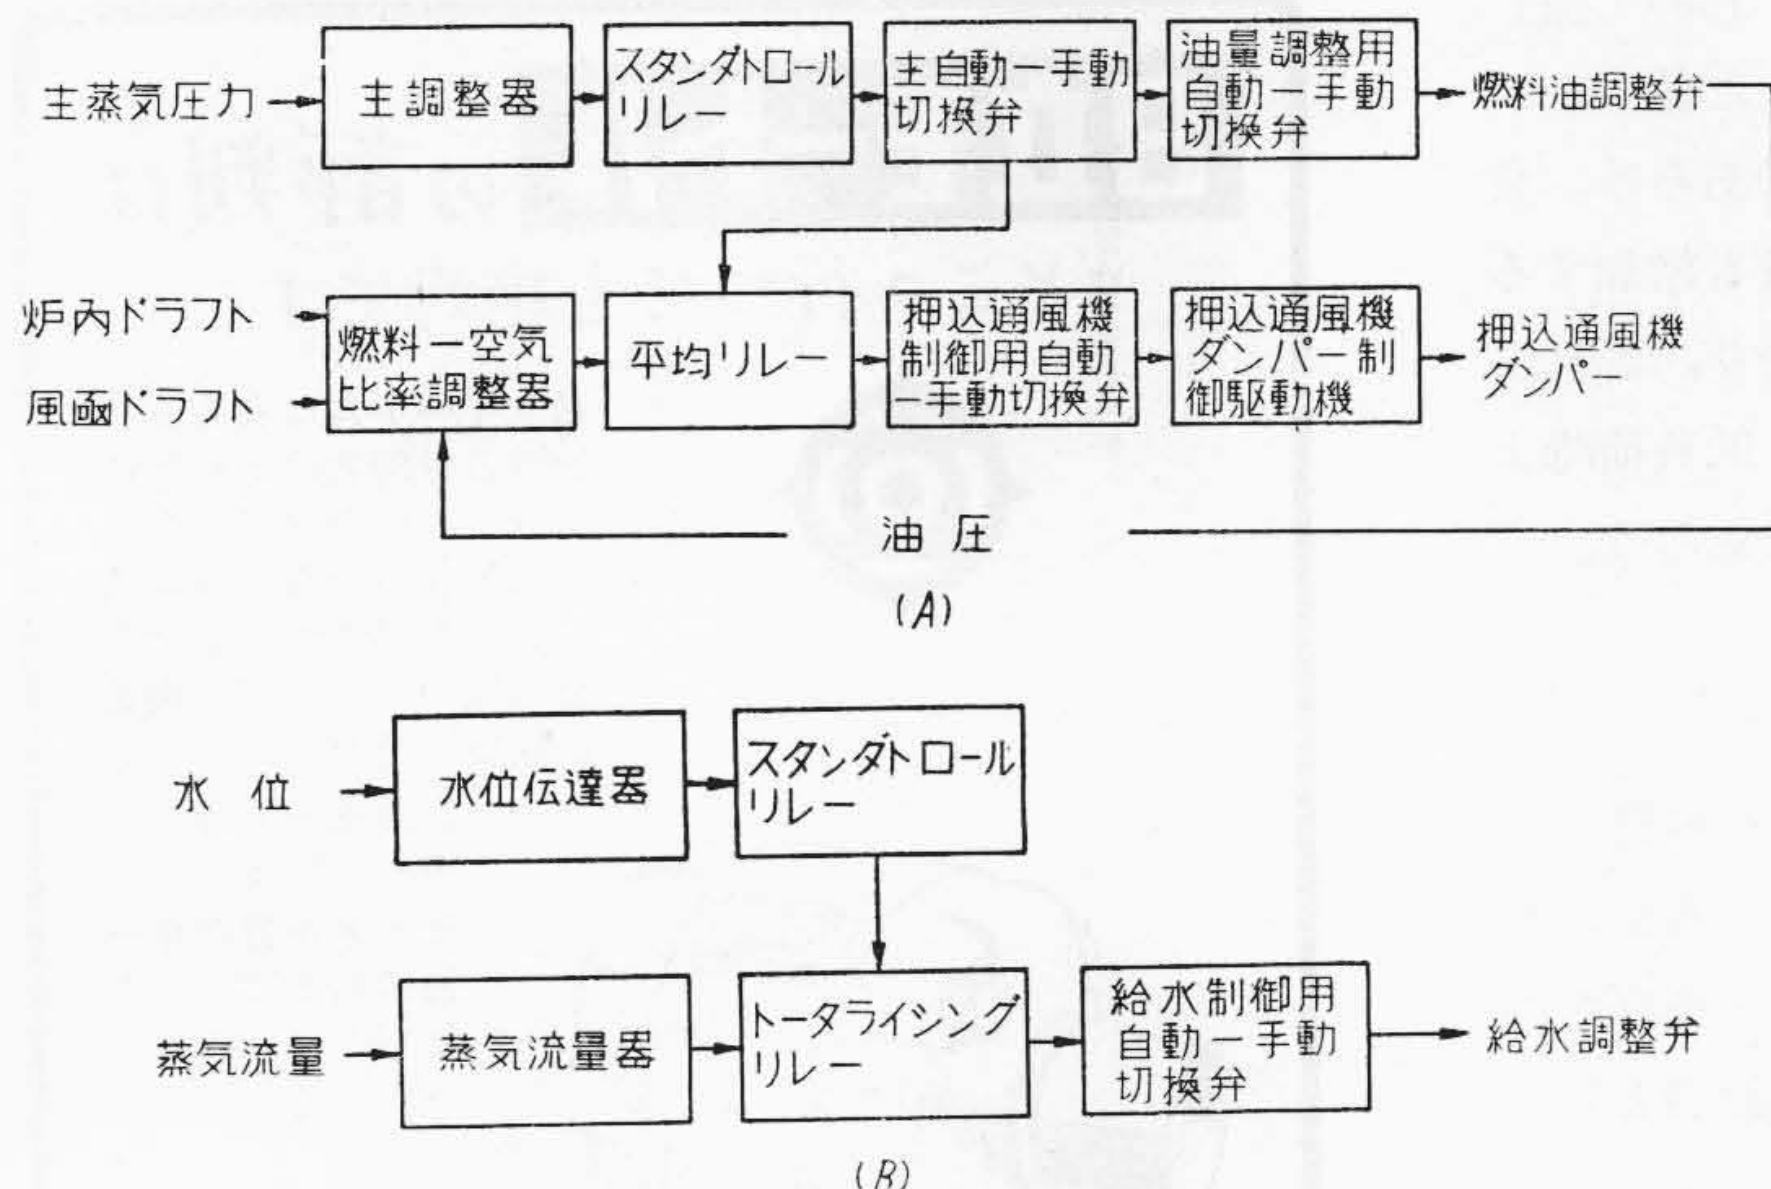 主蒸気圧力
主調整器
スタンダトロール
リレー
主自動ー手動
切換弁
油量調整用
自動ー手動
切換弁
燃料油調整弁
炉内ドラフト
風凾ドラフト
燃料ー空気
比率調整器
平均リレー
押込通風機
制御用自動
ー手動切換弁
押込通風機
ダンパー制
御駆動機
押込通風機
ダンパー
油圧
(A)
水位
水位伝達器
スタンダトロール
リレー
蒸気流量
蒸気流量器
トータライシング
リレー
給水制御用
自動ー手動
切換弁
給水調整弁
(B)